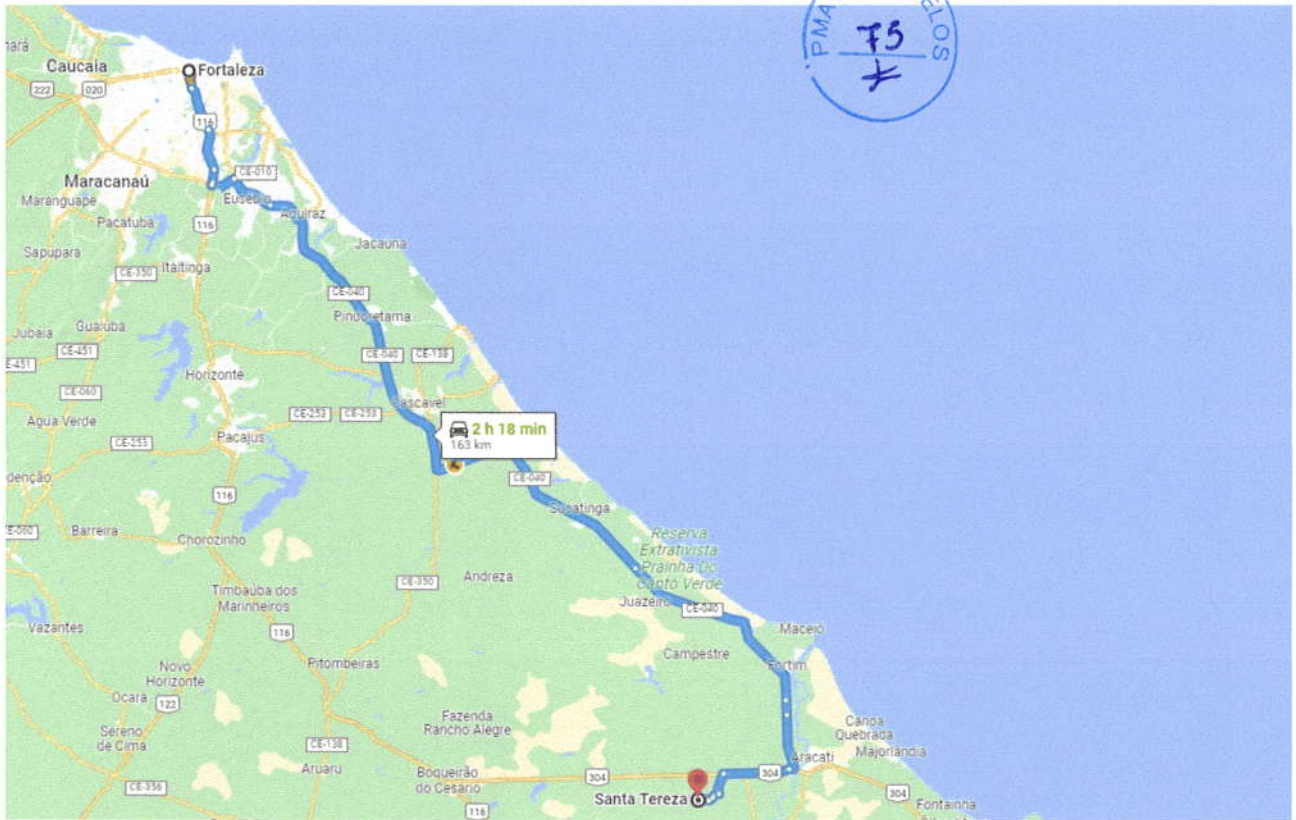 PMA
ELOS
75
nará
Caucaia
Fortaleza
222
020
116
CE-010
Maracanaú
Eusébio
Maranguape
Aquiraz
Pacatuba
116
Jacaúna
Sapupara
CE-350
Itaitinga
CE-040
Pindoretama
Jubaia
Guaiúba
CE-451
E-451
CE-040
CE-138
Horizonte
CE-060
Cascavel
CE-253
CE-253
Água Verde
2 h 18 min
163 km
CE-253
Pacajus
denção
CE-040
116
Sucatinga
E-060
Barreira
Chorozinho
Reserva
Extrativista
Prainha Do
Canto Verde
CE-350
Andreza
Timbaúba dos
Marinheiros
Juazeiro
CE-040
Vazantes
116
Maceió
Campestre
Novo
Horizonte
Pitombeiras
Fortim
Ocara
122
Fazenda
Rancho Alegre
Canoa
Quebrada
Sereno
de Cima
CE-138
Aracati
Majorlândia
Aruaru
Boqueirão
do Cesário
304
304
CE-356
Santa Tereza
304
116
Fontainha